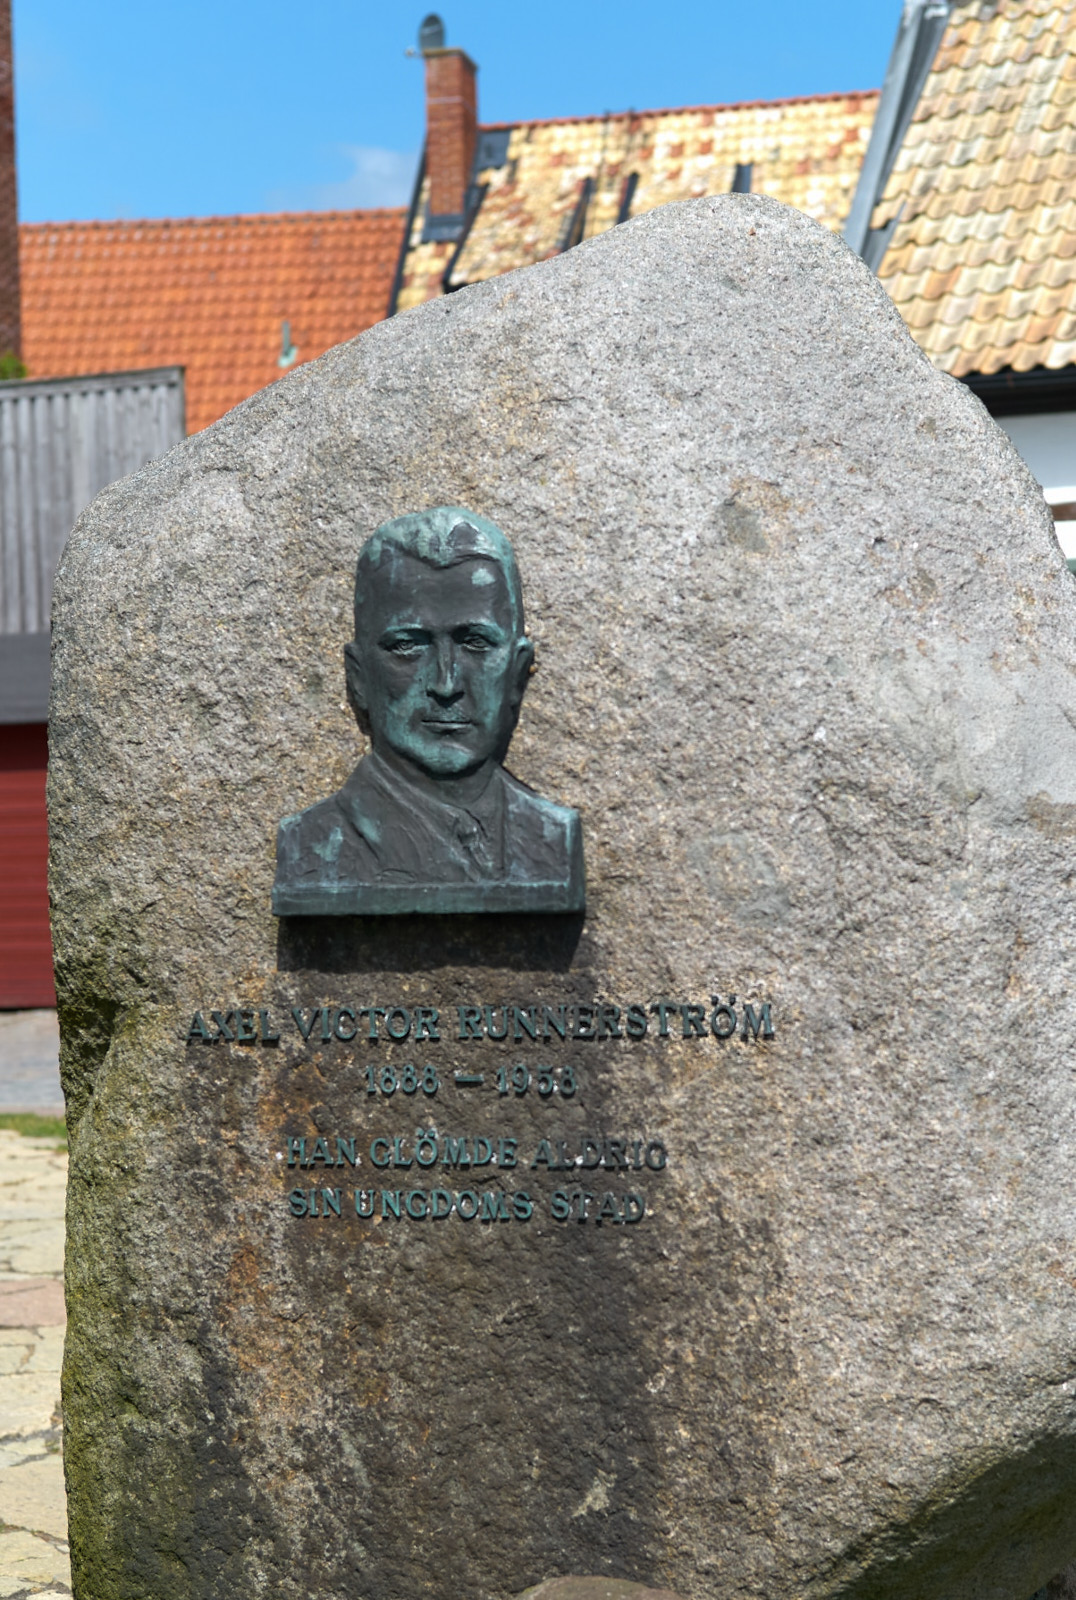 AXEL VICTOR RUNNERSTRÖM
1888 — 1958
HAN GLÖMDE ALDRIG
SIN UNGDOMS STAD